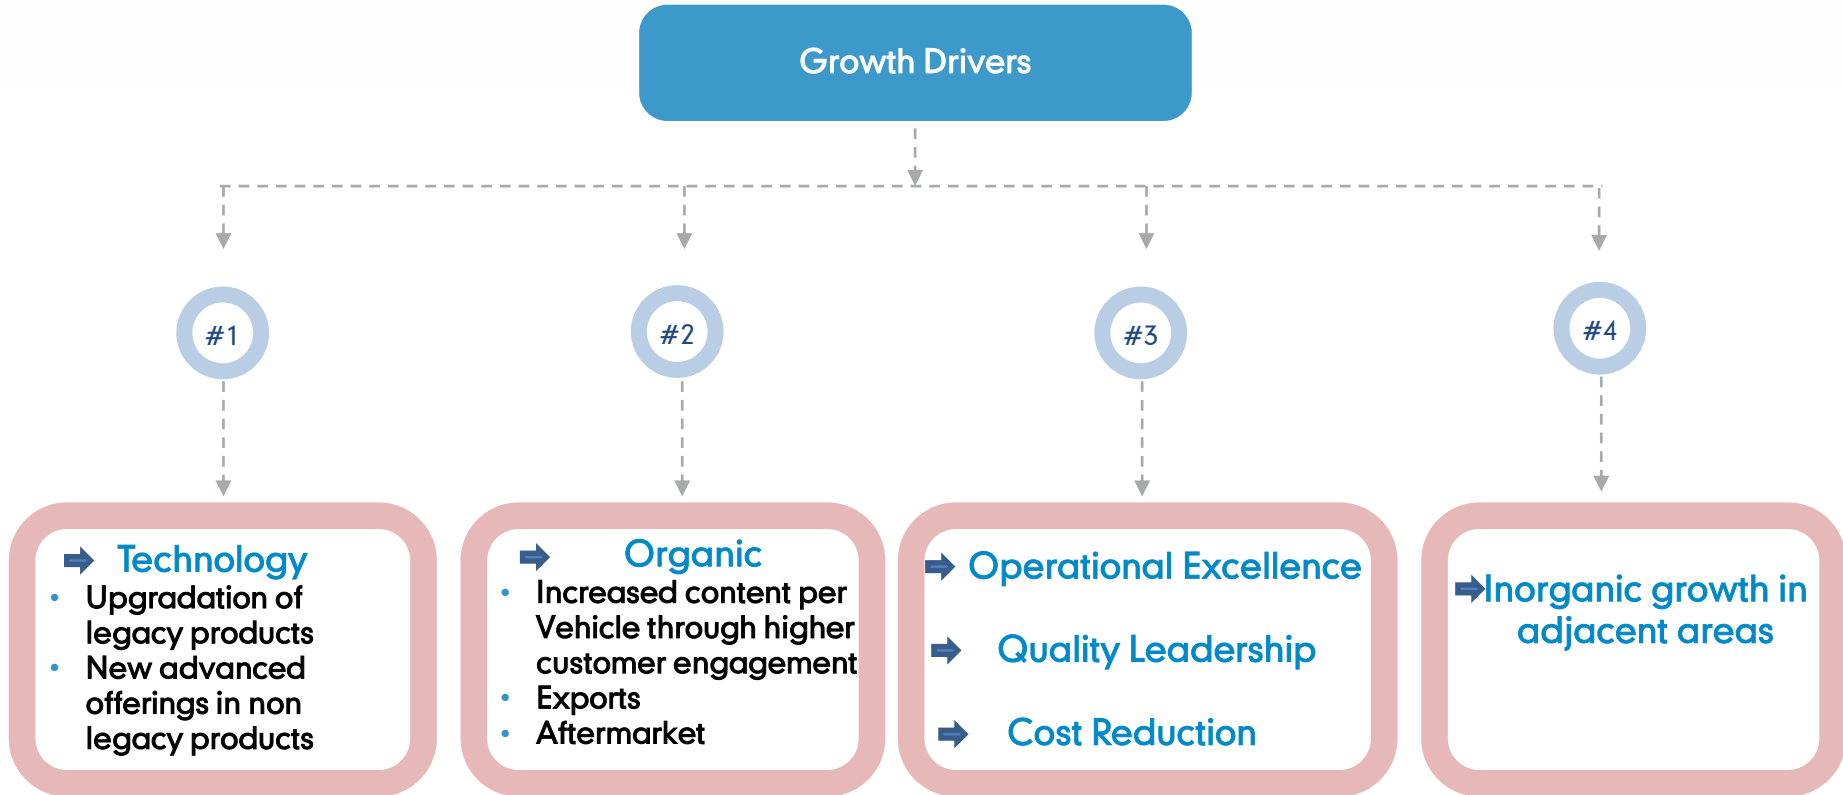 Growth Drivers
#1
#2
#3
#4
Technology
• Upgradation of
legacy products
• New advanced
offerings in non
legacy products
Organic
• Increased content per
Vehicle through higher
customer engagement
• Exports
• Aftermarket
Operational Excellence
Quality Leadership
Cost Reduction
Inorganic growth in
adjacent areas